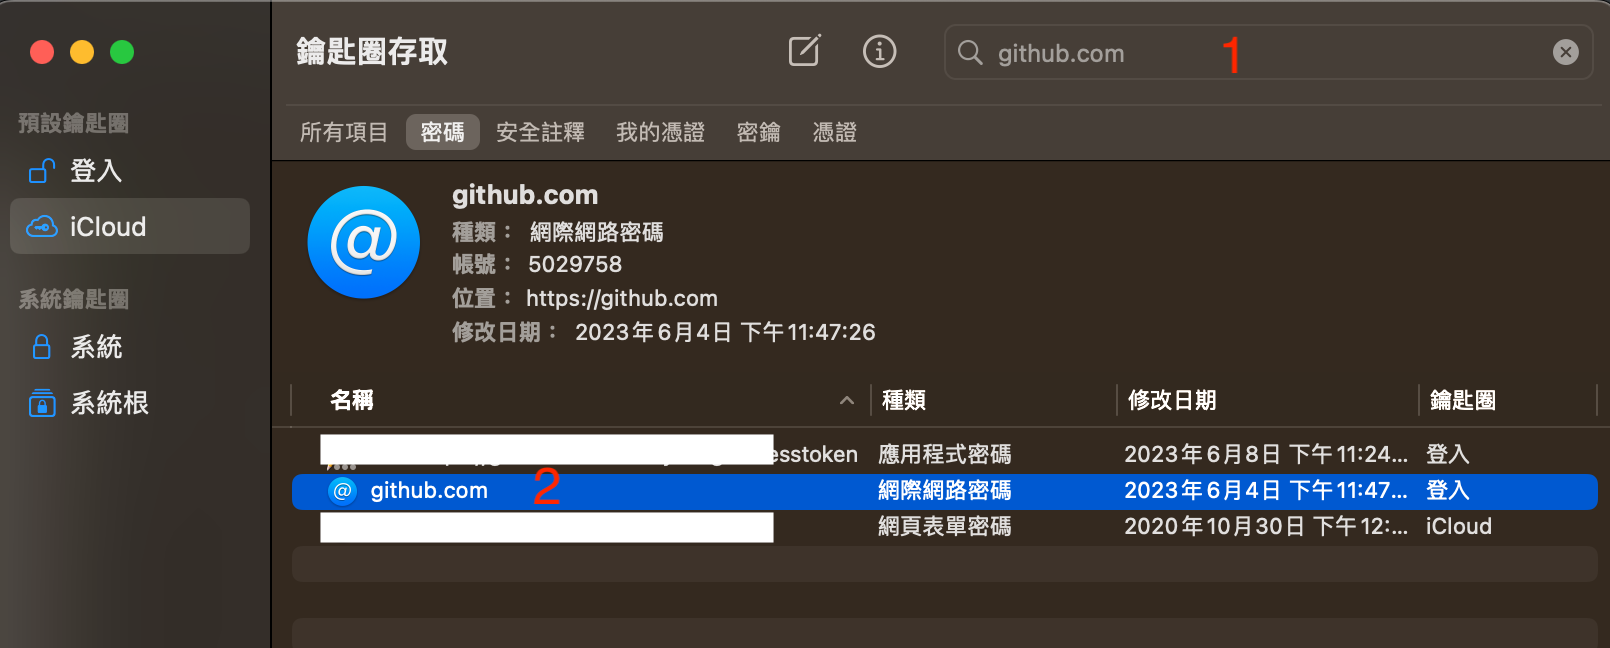 鑰匙圈存取
github.com
1
預設鑰匙圈
登入
iCloud
系統鑰匙圈
系統
系統根
所有項目 密碼 安全註釋 我的憑證 密鑰 憑證
github.com
種類： 網際網路密碼
帳號： 5029758
位置： https://github.com
修改日期： 2023年6月4日 下午11:47:26
名稱 種類 修改日期 鑰匙圈
esstoken 應用程式密碼 2023年6月8日 下午11:24... 登入
github.com 2 網際網路密碼 2023年6月4日 下午11:47... 登入
網頁表單密碼 2020年10月30日 下午12:... iCloud